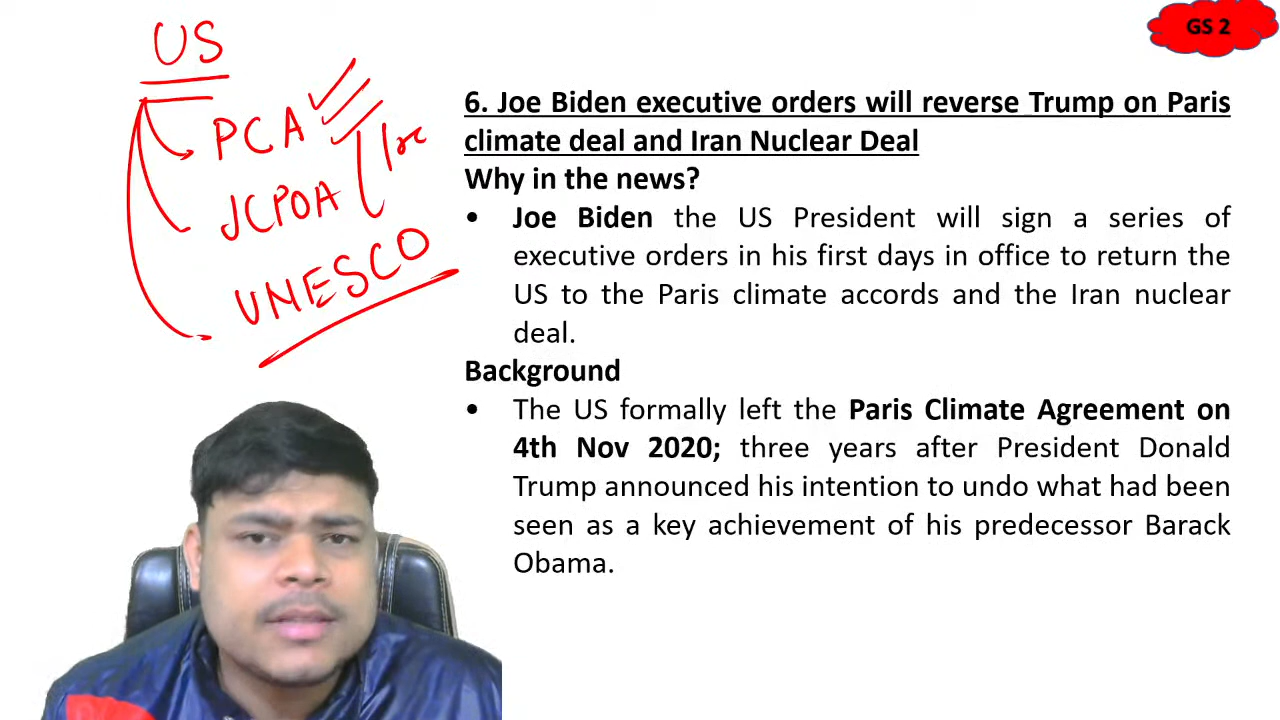 GS 2
US
PCA
JCPOA
UNESCO
6. Joe Biden executive orders will reverse Trump on Paris
climate deal and Iran Nuclear Deal
Why in the news?
• Joe Biden the US President will sign a series of
executive orders in his first days in office to return the
US to the Paris climate accords and the Iran nuclear
deal.
Background
• The US formally left the Paris Climate Agreement on
4th Nov 2020; three years after President Donald
Trump announced his intention to undo what had been
seen as a key achievement of his predecessor Barack
Obama.